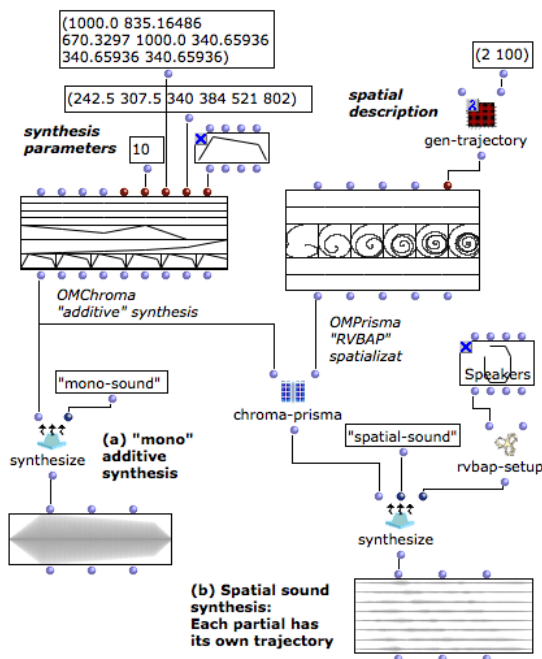 (1000.0 835.16486
670.3297 1000.0 340.65936
340.65936 340.65936)
(2 100)
(242.5 307.5 340 384 521 802)
spatial
description
synthesis
parameters
10
gen-trajectory
OMChroma
"additive" synthesis
OMPrisma
"RVBAP"
spatializat
Speakers
"mono-sound"
chroma-prisma
(a) "mono"
additive
synthesis
"spatial-sound"
synthesize
rvbap-setup
synthesize
(b) Spatial sound
synthesis:
Each partial has
its own trajectory